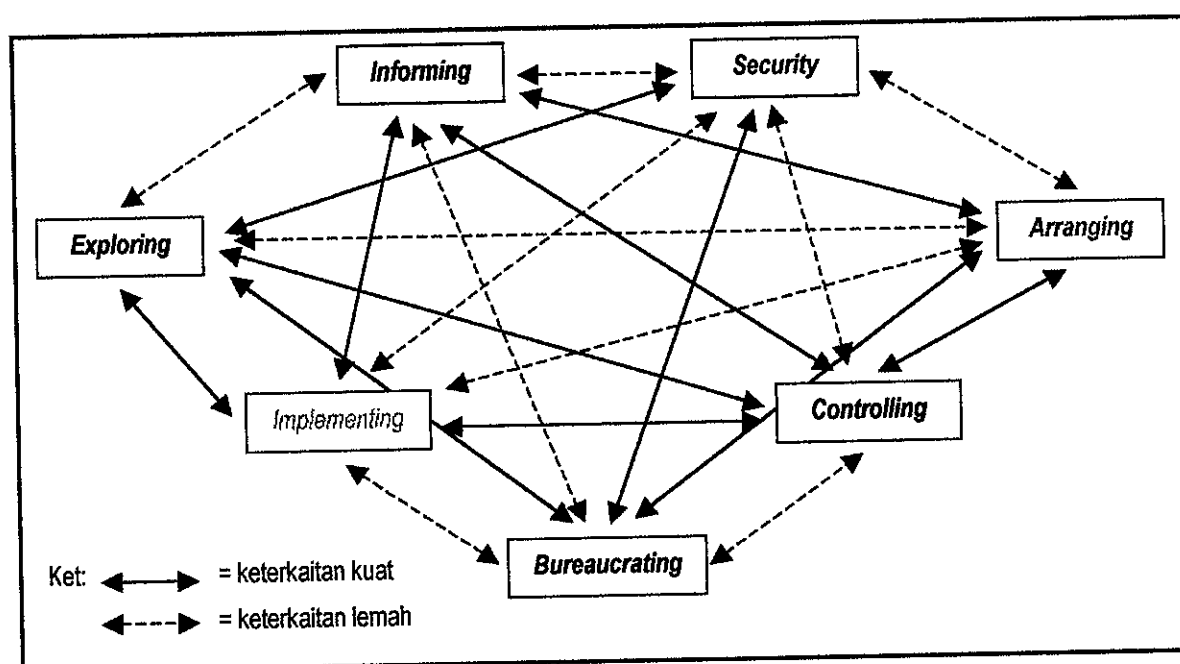 Informing
Security
Exploring
Arranging
Implementing
Controlling
Bureaucrating
Ket:
= keterkaitan kuat
= keterkaitan lemah